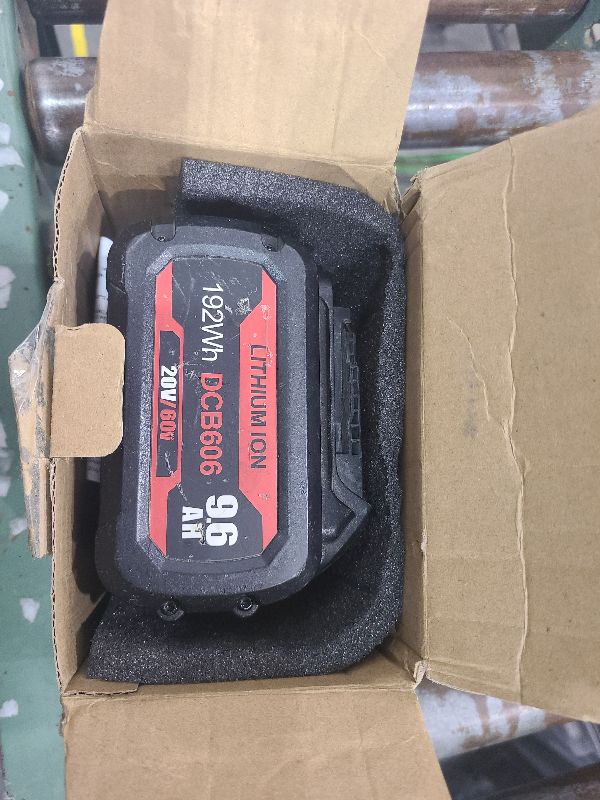 LITHIUM ION
192Wh DCB606
9.6
AH
20V/60V